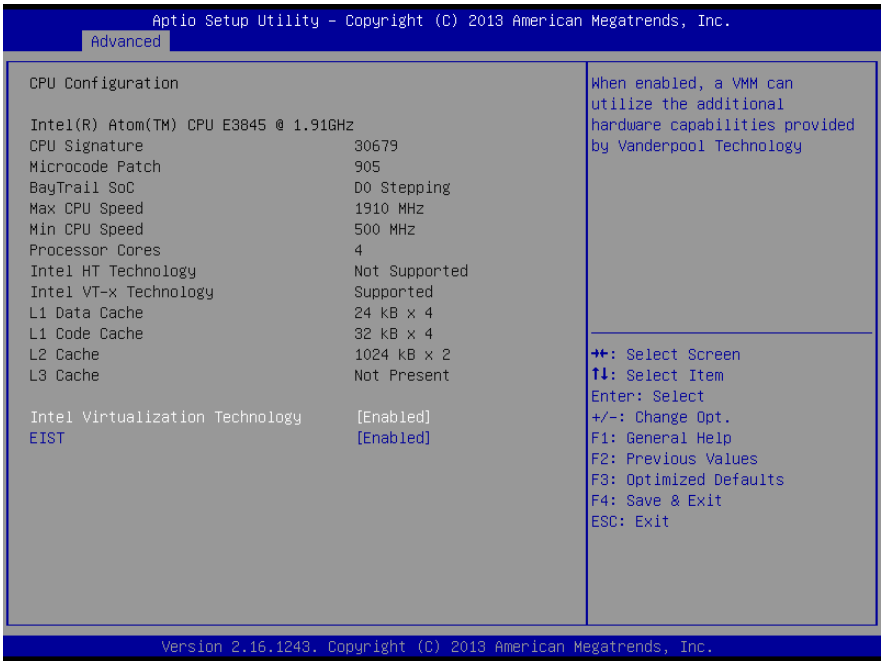 Aptio Setup Utility – Copyright (C) 2013 American Megatrends, Inc.
Advanced
CPU Configuration
Intel(R) Atom(TM) CPU E3845 @ 1.91GHz
CPU Signature 30679
Microcode Patch 905
BayTrail SoC D0 Stepping
Max CPU Speed 1910 MHz
Min CPU Speed 500 MHz
Processor Cores 4
Intel HT Technology Not Supported
Intel VT-x Technology Supported
L1 Data Cache 24 kB x 4
L1 Code Cache 32 kB x 4
L2 Cache 1024 kB x 2
L3 Cache Not Present
Intel Virtualization Technology [Enabled]
EIST [Enabled]
When enabled, a VMM can
utilize the additional
hardware capabilities provided
by Vanderpool Technology
→←: Select Screen
↑↓: Select Item
Enter: Select
+/-: Change Opt.
F1: General Help
F2: Previous Values
F3: Optimized Defaults
F4: Save & Exit
ESC: Exit
Version 2.16.1243. Copyright (C) 2013 American Megatrends, Inc.